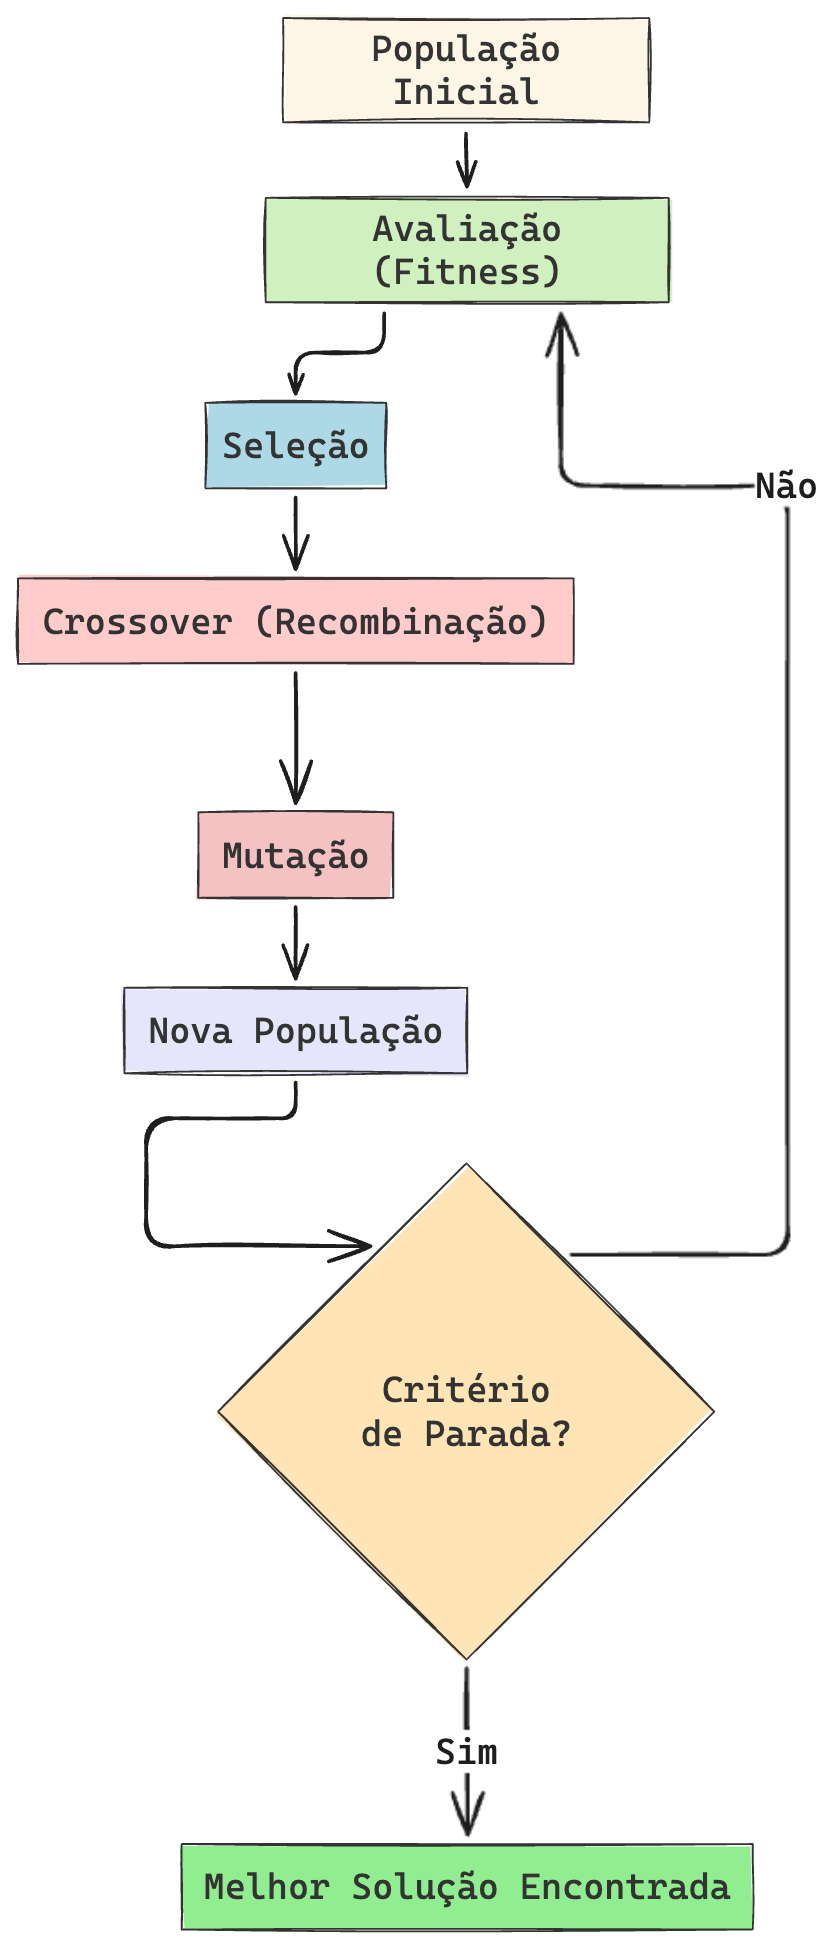 População
Inicial
Avaliação
(Fitness)
Seleção
Não
Crossover (Recombinação)
Mutação
Nova População
Critério
de Parada?
Sim
Melhor Solução Encontrada